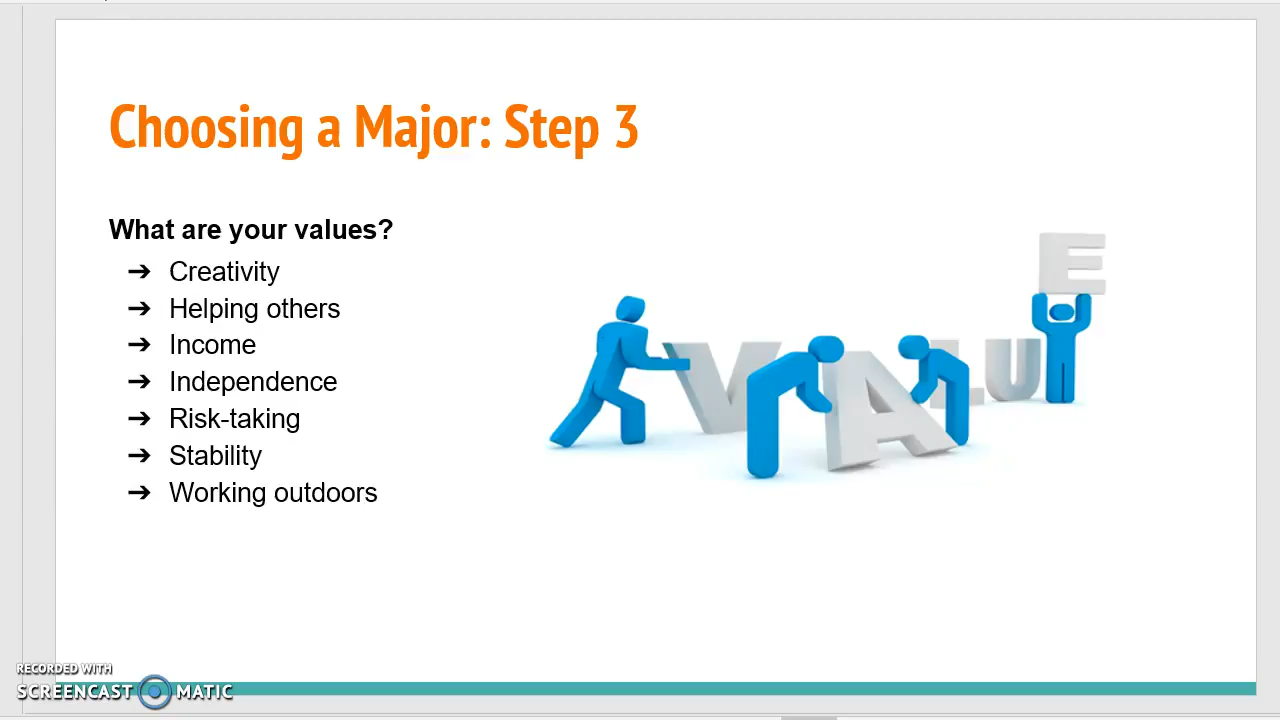 Choosing a Major: Step 3
What are your values?
➔ Creativity
➔ Helping others
➔ Income
➔ Independence
➔ Risk-taking
➔ Stability
➔ Working outdoors
VALUE
RECORDED WITH
SCREENCAST MATIC